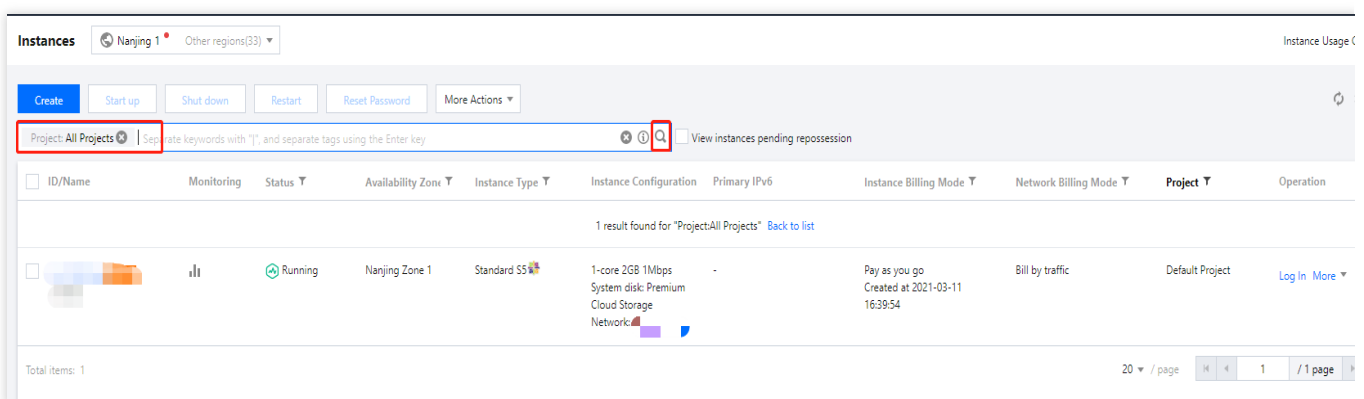 Instances Nanjing 1 Other regions(33) Instance Usage
Create Start up Shut down Restart Reset Password More Actions
Project: All Projects Separate keywords with "|", and separate tags using the Enter key View instances pending repossession
ID/Name Monitoring Status Availability Zone Instance Type Instance Configuration Primary IPv6 Instance Billing Mode Network Billing Mode Project Operation
1 result found for "Project:All Projects" Back to list
Running Nanjing Zone 1 Standard S5 1-core 2GB 1Mbps - Pay as you go Bill by traffic Default Project Log In More
System disk: Premium Created at 2021-03-11
Cloud Storage 16:39:54
Network:
Total items: 1 20 / page 1 / 1 page